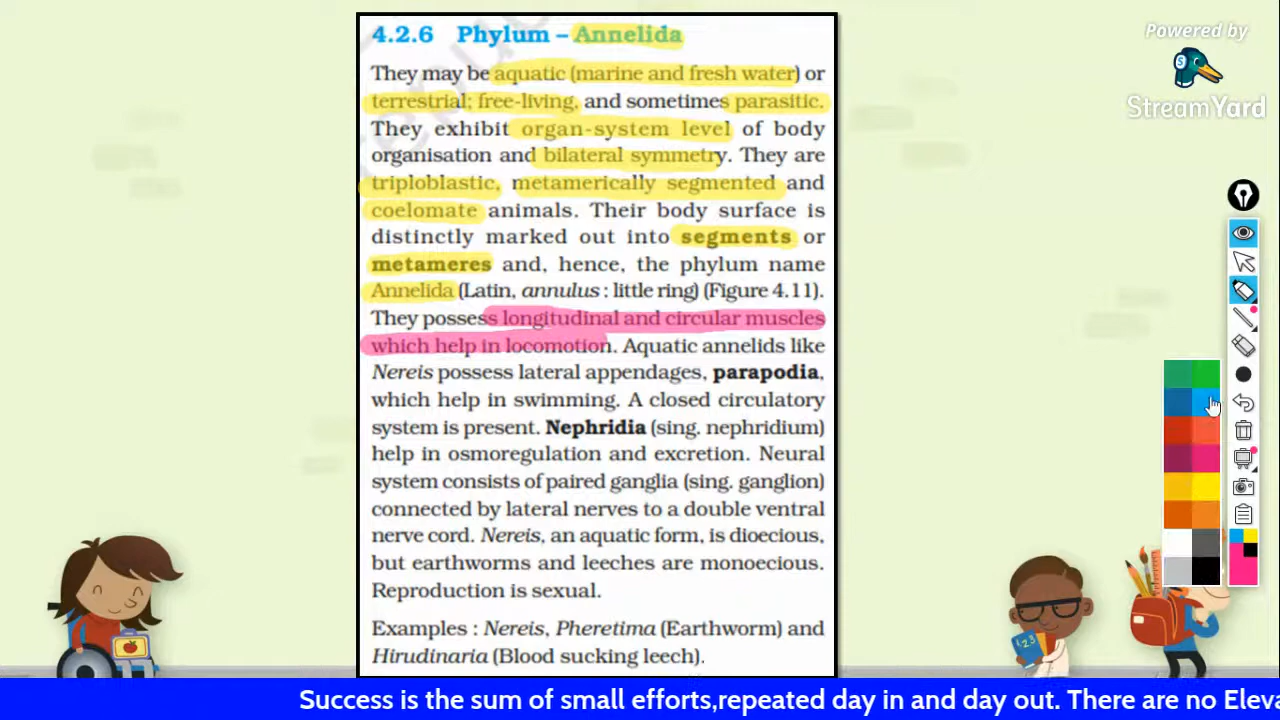 4.2.6 Phylum – Annelida
They may be aquatic (marine and fresh water) or
terrestrial; free-living, and sometimes parasitic.
They exhibit organ-system level of body
organisation and bilateral symmetry. They are
triploblastic, metamerically segmented and
coelomate animals. Their body surface is
distinctly marked out into segments or
metameres and, hence, the phylum name
Annelida (Latin, annulus : little ring) (Figure 4.11).
They possess longitudinal and circular muscles
which help in locomotion. Aquatic annelids like
Nereis possess lateral appendages, parapodia,
which help in swimming. A closed circulatory
system is present. Nephridia (sing. nephridium)
help in osmoregulation and excretion. Neural
system consists of paired ganglia (sing. ganglion)
connected by lateral nerves to a double ventral
nerve cord. Nereis, an aquatic form, is dioecious,
but earthworms and leeches are monoecious.
Reproduction is sexual.
Examples : Nereis, Pheretima (Earthworm) and
Hirudinaria (Blood sucking leech).
Powered by
S
StreamYard
1 2 3
Success is the sum of small efforts,repeated day in and day out. There are no Eleva